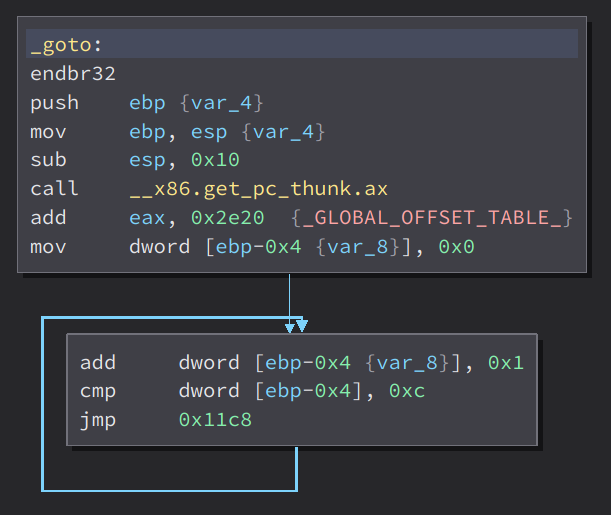 _goto:
endbr32
push    ebp {var_4}
mov     ebp, esp {var_4}
sub     esp, 0x10
call    __x86.get_pc_thunk.ax
add     eax, 0x2e20  {_GLOBAL_OFFSET_TABLE_}
mov     dword [ebp-0x4 {var_8}], 0x0
add     dword [ebp-0x4 {var_8}], 0x1
cmp     dword [ebp-0x4], 0xc
jmp     0x11c8